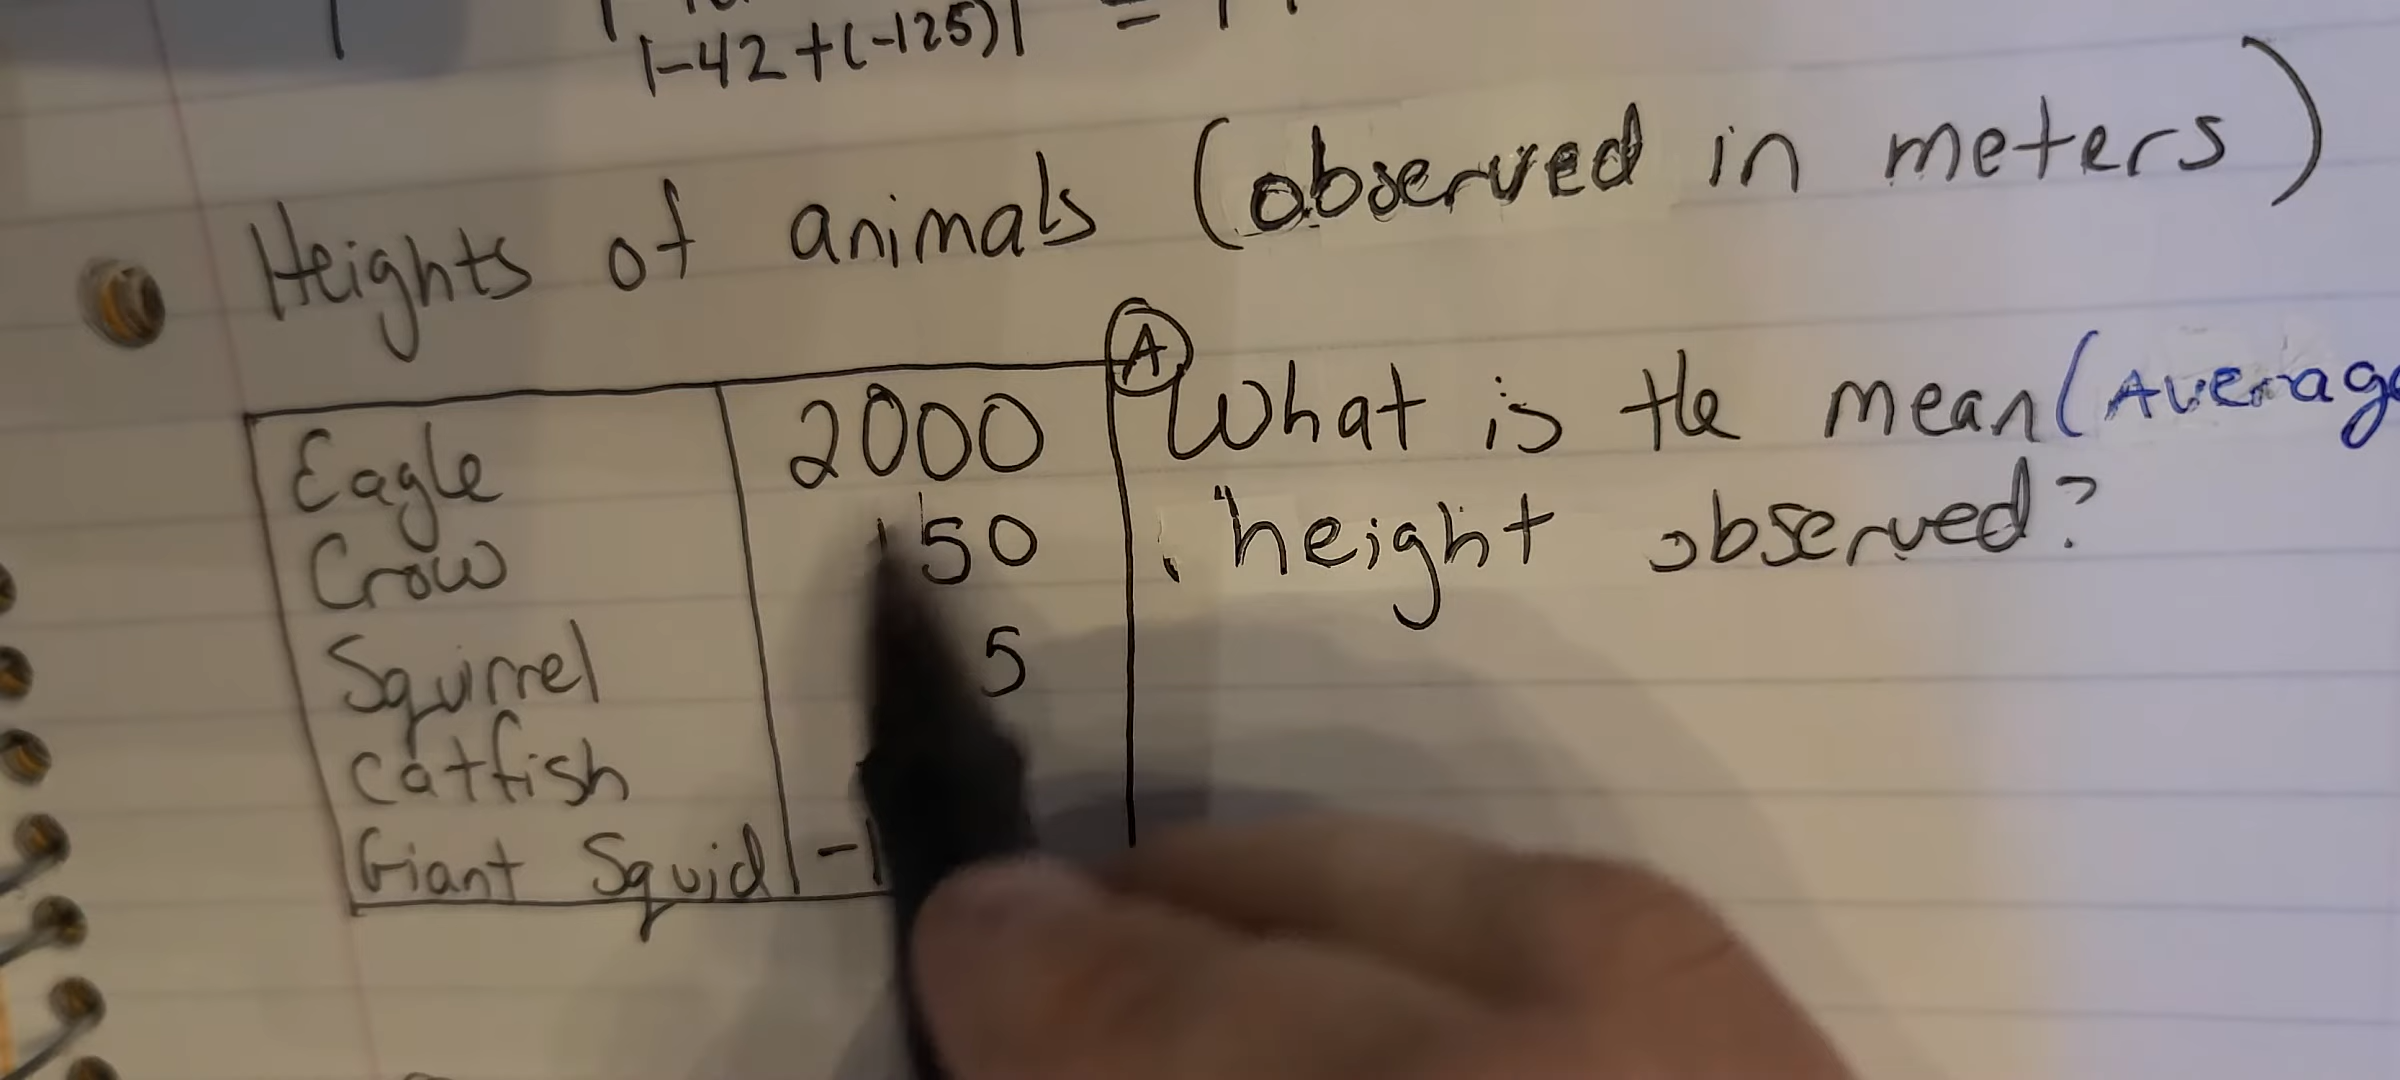 |-42+(-125)| =
Heights of animals (observed in meters)
A What is the mean (Average
"height observed?
Eagle 2000
Crow 150
Squirrel 5
Catfish
Giant Squid